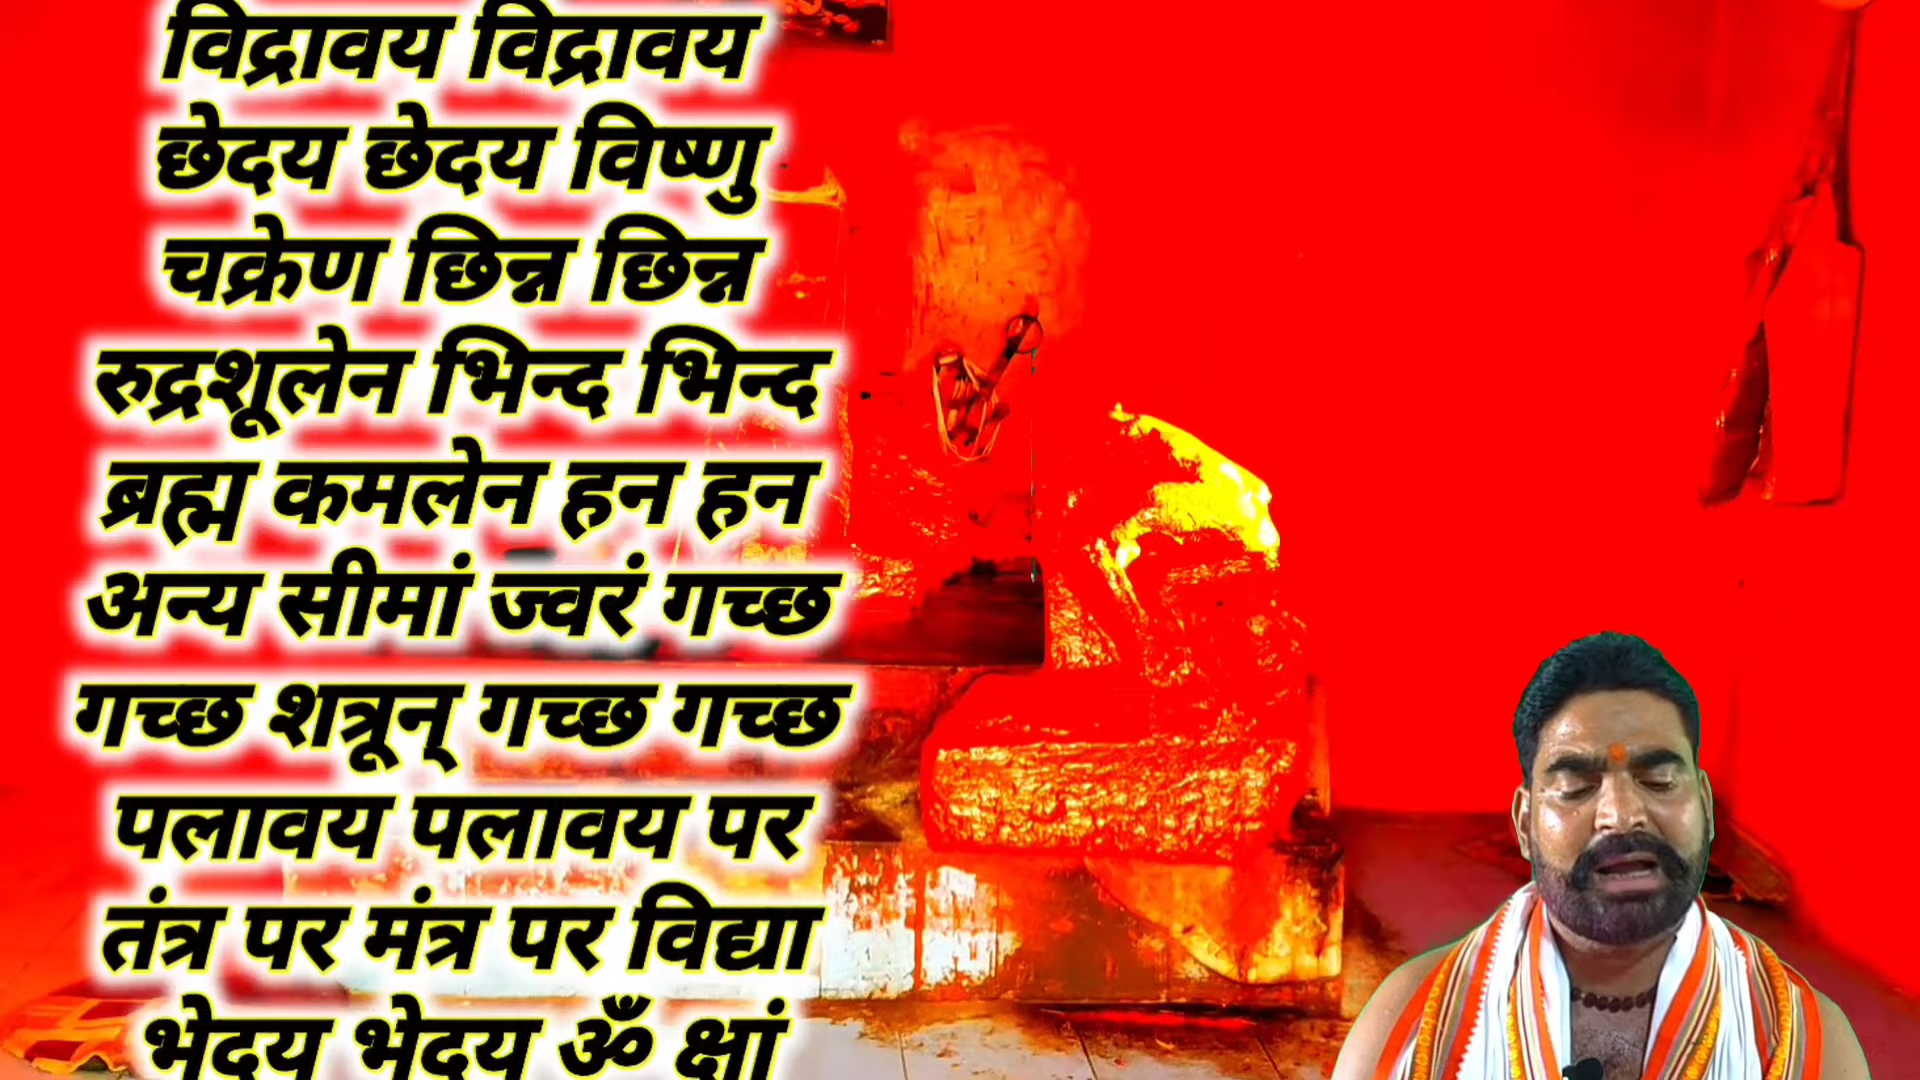 विद्रावय विद्रावय
छेदय छेदय विष्णु
चक्रेण छिन्न छिन्न
रुद्रशूलेन भिन्द भिन्द
ब्रह्म कमलेन हन हन
अन्य सीमां ज्वरं गच्छ
गच्छ शत्रून् गच्छ गच्छ
पलावय पलावय पर
तंत्र पर मंत्र पर विद्या
भेदय भेदय ॐ क्षां